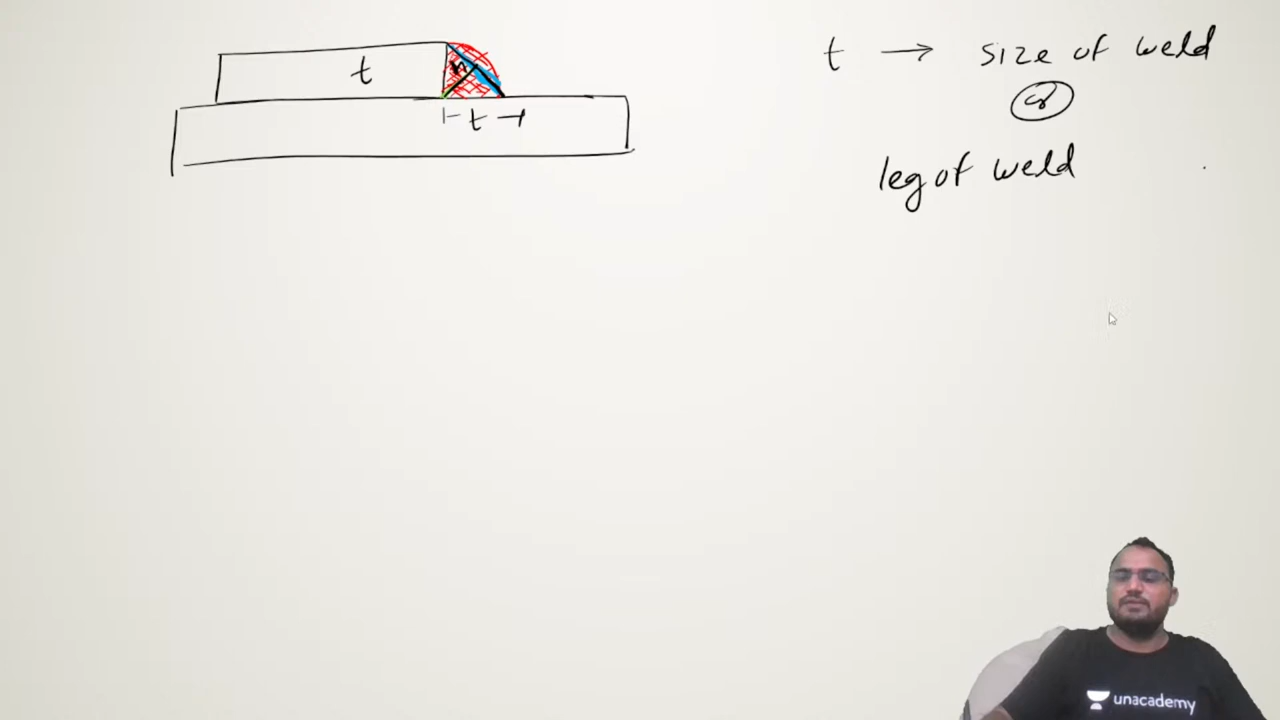 t → size of weld
t
h
or
t
leg of weld
unacademy